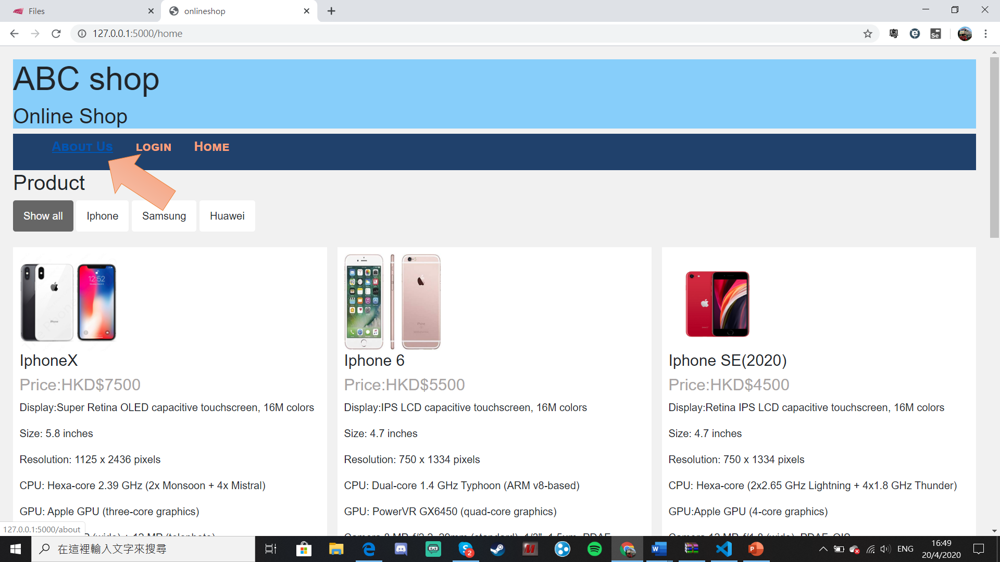 Files
onlineshop
127.0.0.1:5000/home
ABC shop
Online Shop
About Us LOGIN Home
Product
Show all Iphone Samsung Huawei
IphoneX
Price:HKD$7500
Display:Super Retina OLED capacitive touchscreen, 16M colors
Size: 5.8 inches
Resolution: 1125 x 2436 pixels
CPU: Hexa-core 2.39 GHz (2x Monsoon + 4x Mistral)
GPU: Apple GPU (three-core graphics)
Iphone 6
Price:HKD$5500
Display:IPS LCD capacitive touchscreen, 16M colors
Size: 4.7 inches
Resolution: 750 x 1334 pixels
CPU: Dual-core 1.4 GHz Typhoon (ARM v8-based)
GPU: PowerVR GX6450 (quad-core graphics)
Iphone SE(2020)
Price:HKD$4500
Display:Retina IPS LCD capacitive touchscreen, 16M colors
Size: 4.7 inches
Resolution: 750 x 1334 pixels
CPU: Hexa-core (2x2.65 GHz Lightning + 4x1.8 GHz Thunder)
GPU:Apple GPU (4-core graphics)
127.0.0.1:5000/about
在這裡輸入文字來搜尋
2
ENG
16:49
20/4/2020